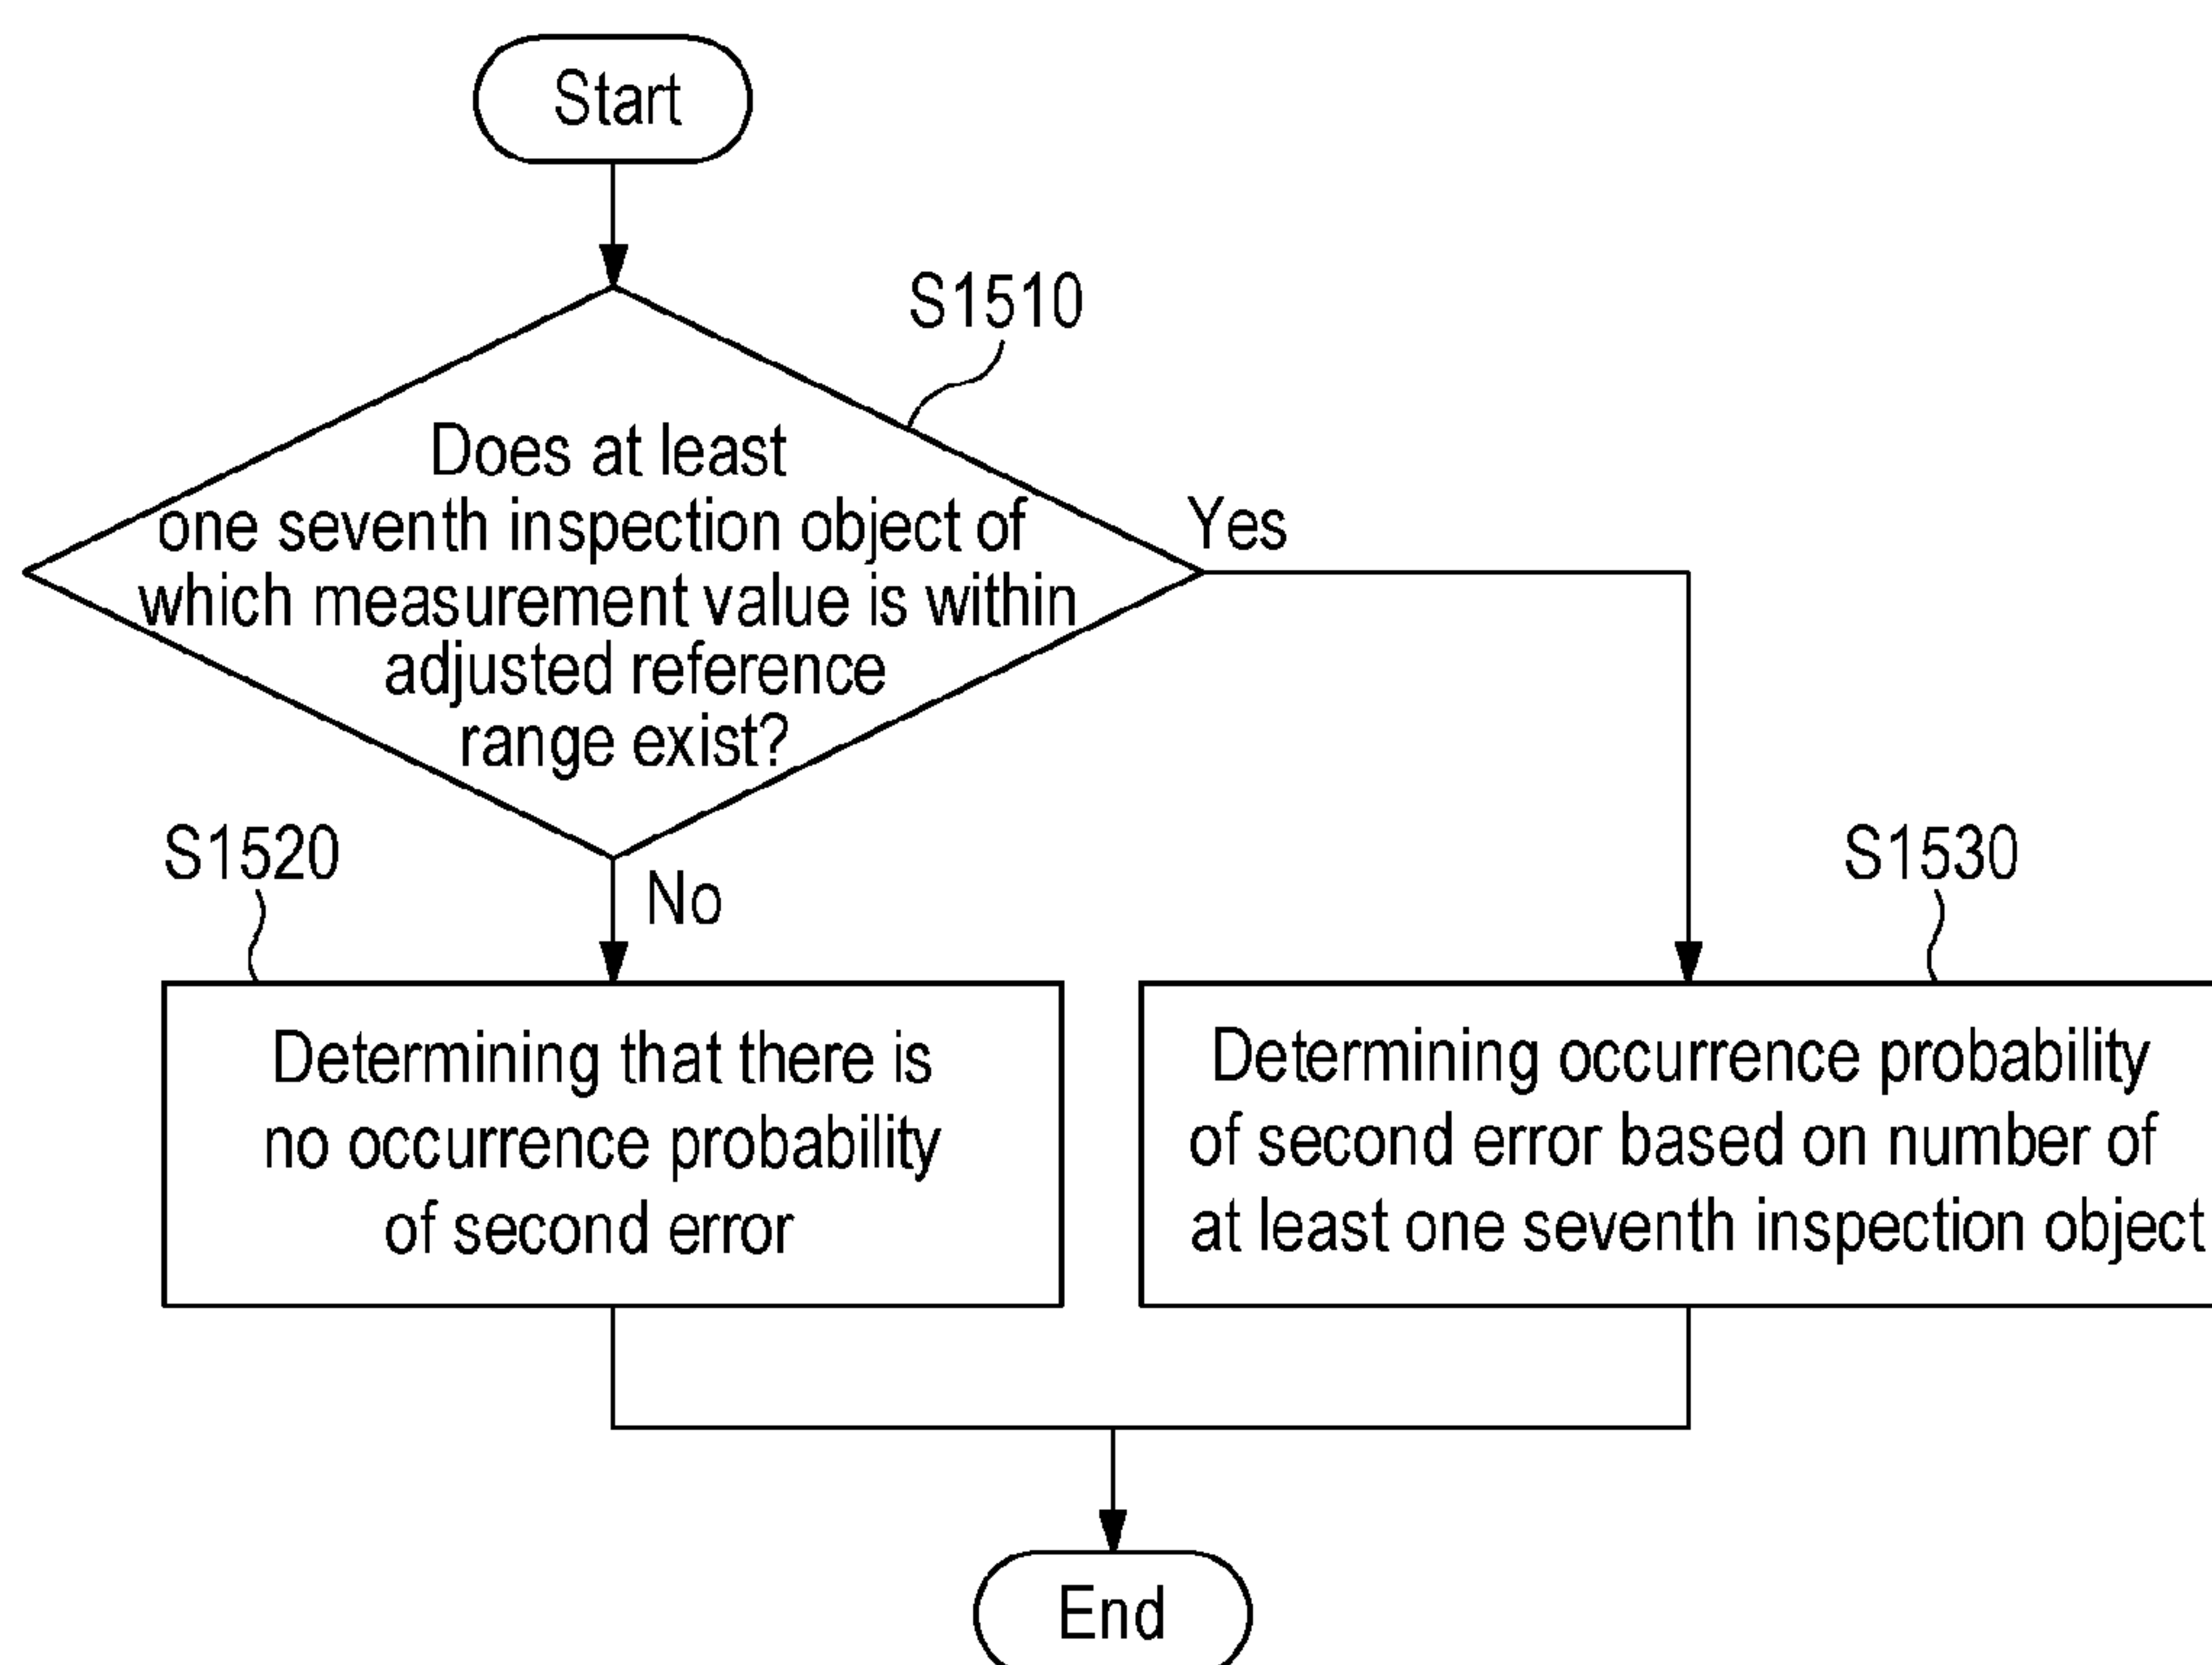 Start
S1510
Does at least
one seventh inspection object of
which measurement value is within
adjusted reference
range exist?
Yes
No
S1520
S1530
Determining that there is
no occurrence probability
of second error
Determining occurrence probability
of second error based on number of
at least one seventh inspection object
End